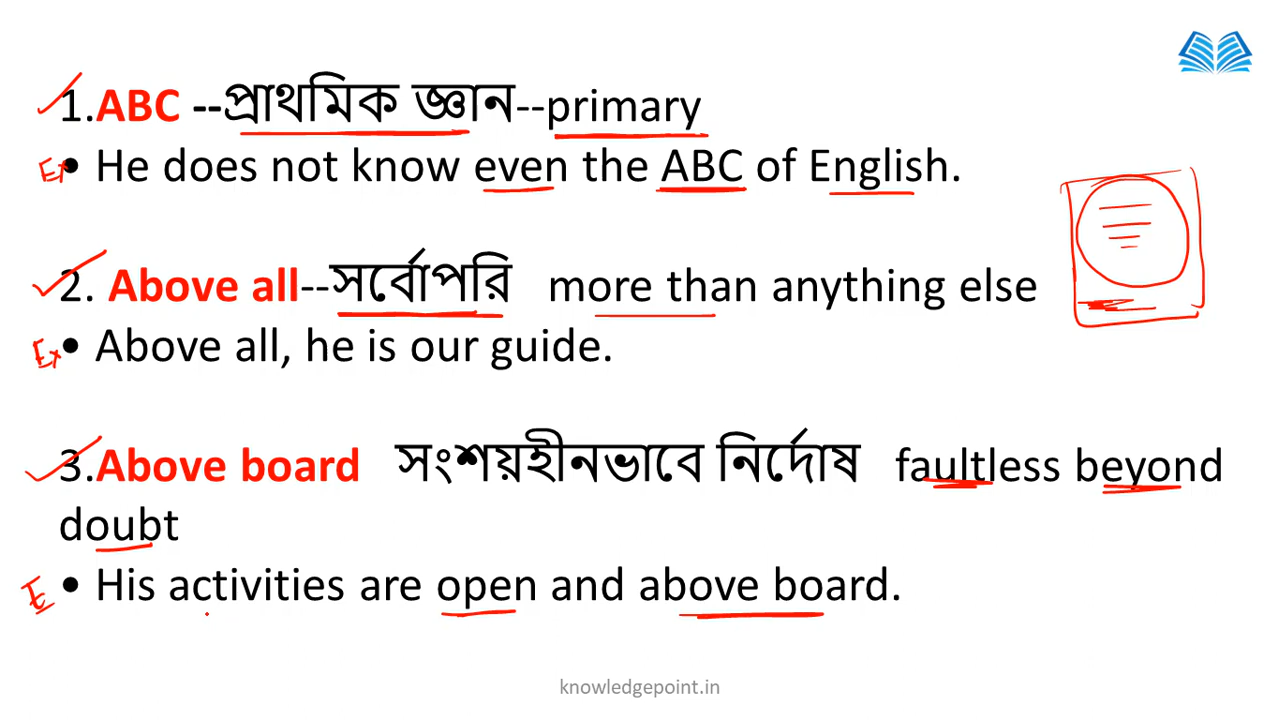 1.ABC --প্রাথমিক জ্ঞান--primary
Ex • He does not know even the ABC of English.
2. Above all--সর্বোপরি more than anything else
Ex • Above all, he is our guide.
3.Above board সংশয়হীনভাবে নির্দোষ faultless beyond
doubt
E • His activities are open and above board.
knowledgepoint.in